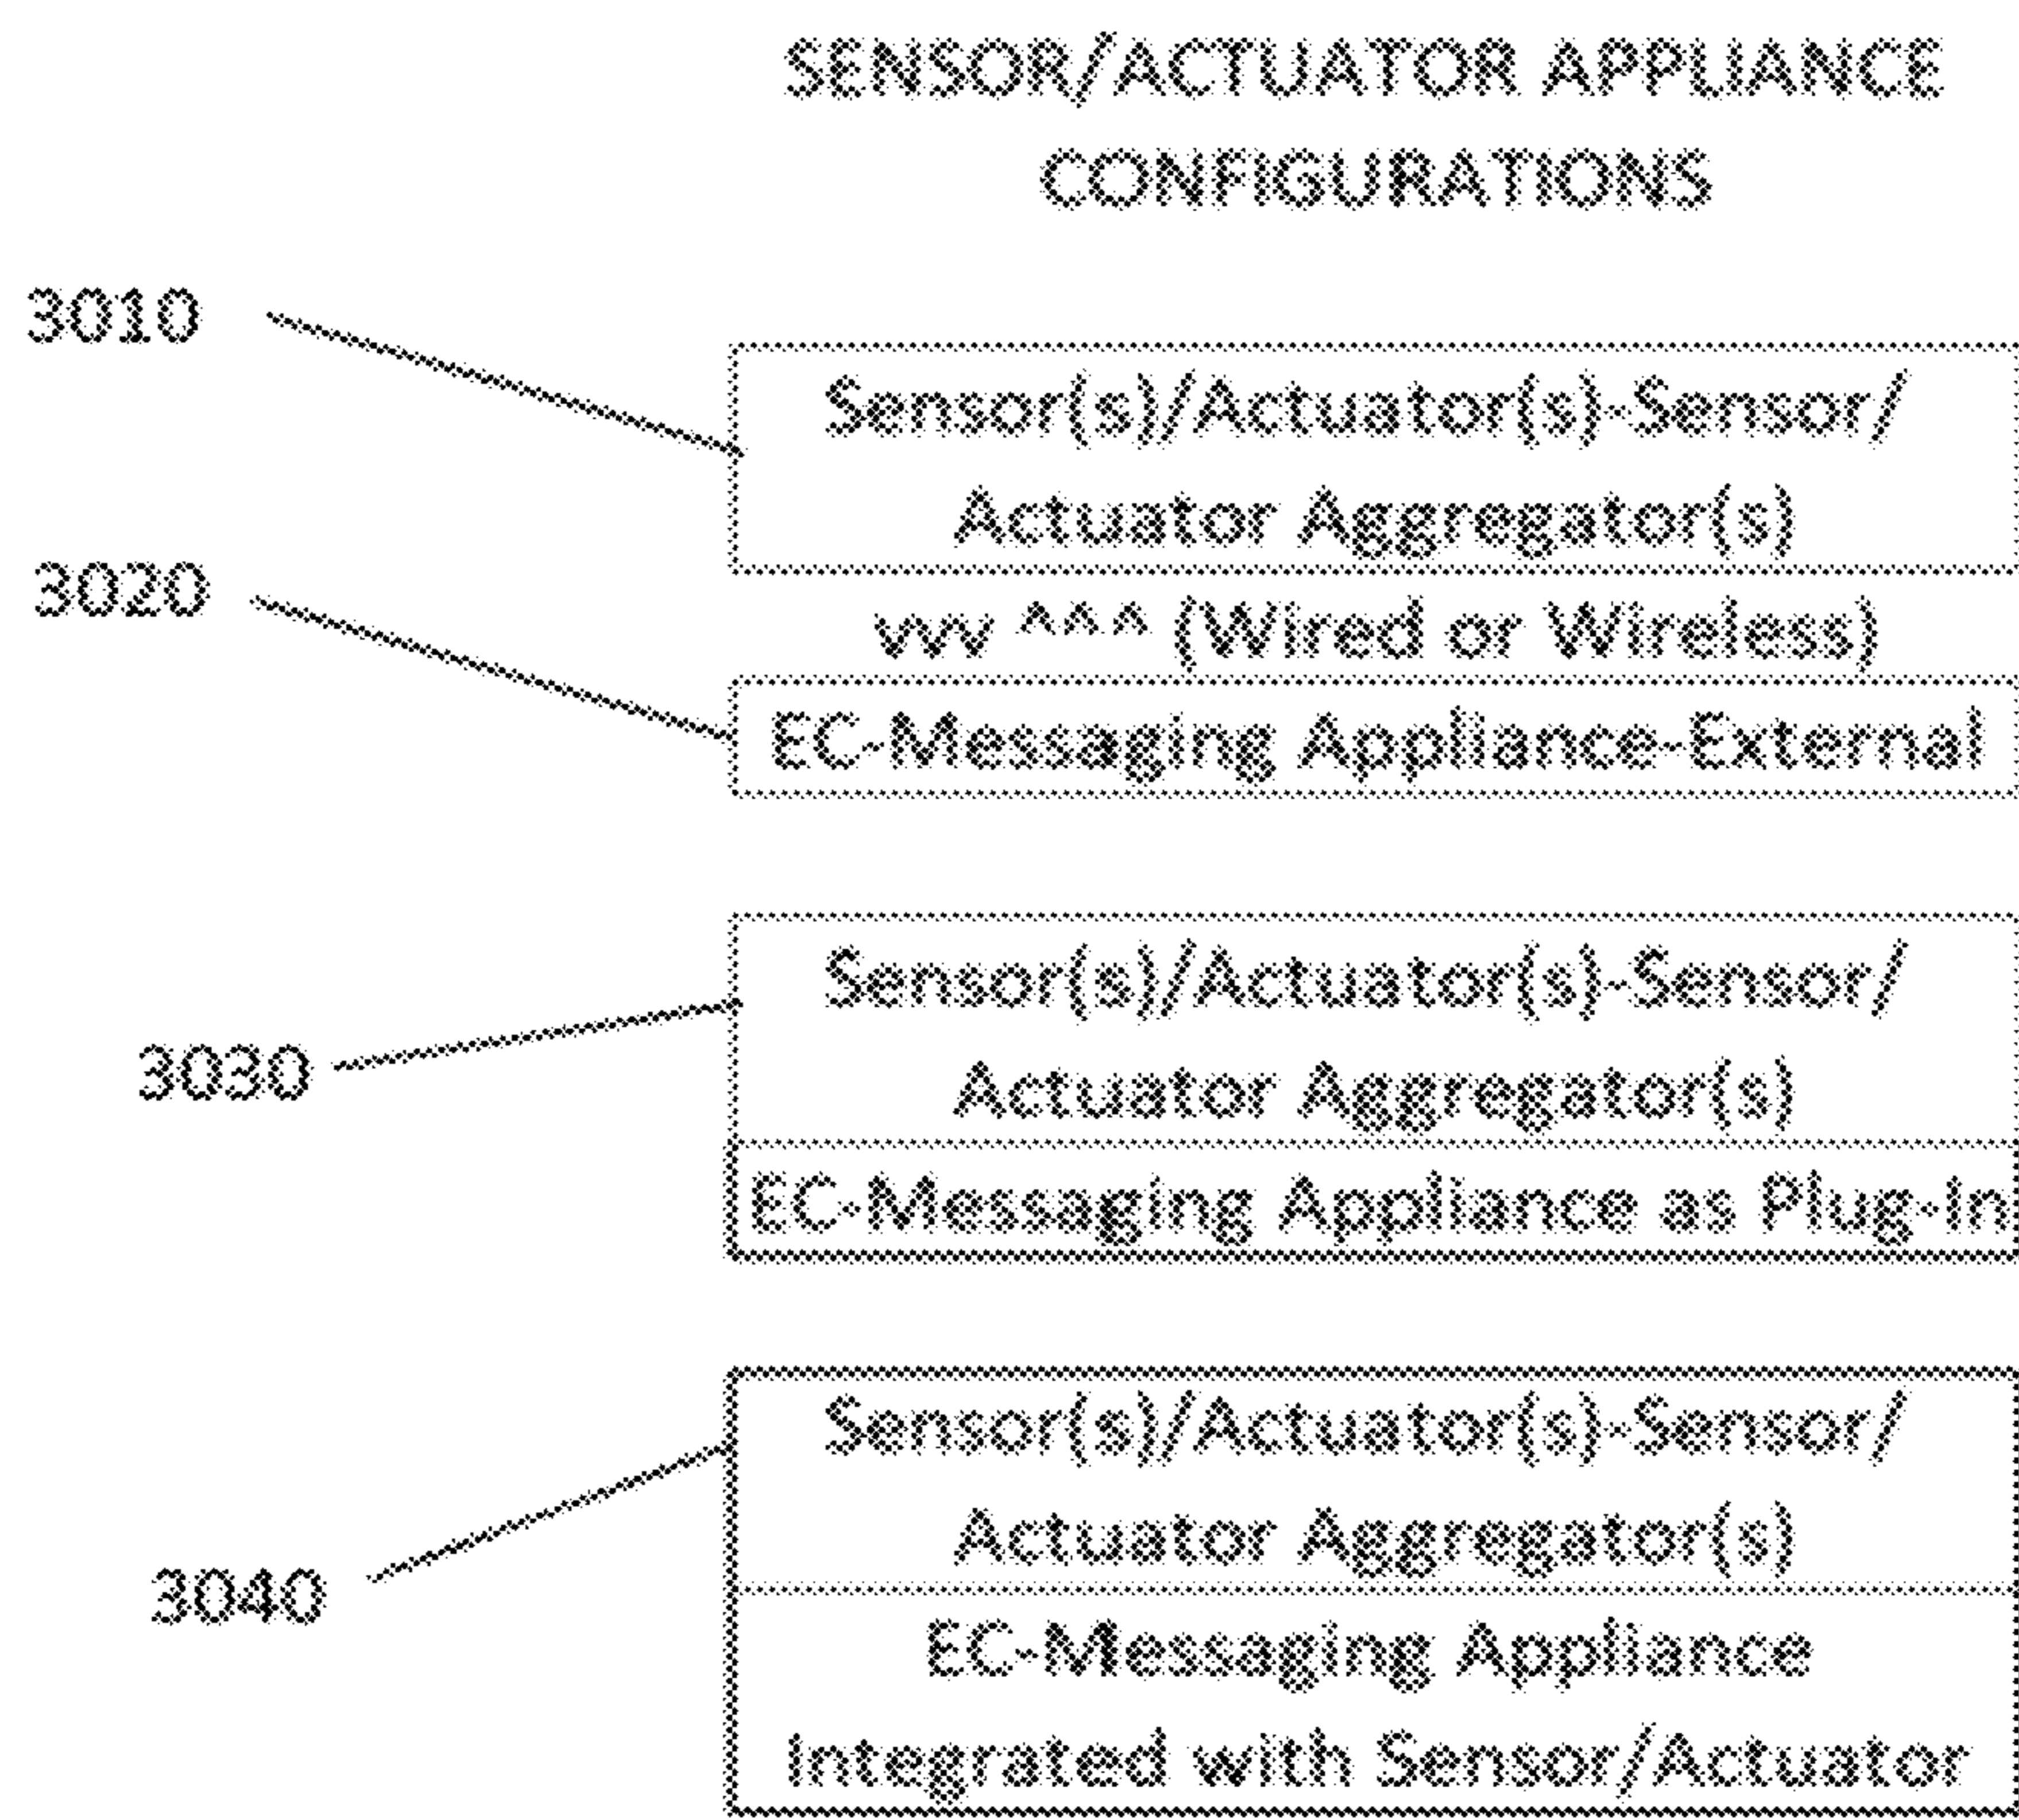 SENSOR/ACTUATOR APPLIANCE
CONFIGURATIONS
3010
Sensor(s)/Actuator(s)-Sensor/
Actuator Aggregator(s)
3020
vvv ^^^ (Wired or Wireless)
EC-Messaging Appliance-External
Sensor(s)/Actuator(s)-Sensor/
3030
Actuator Aggregator(s)
EC-Messaging Appliance as Plug-In
Sensor(s)/Actuator(s)-Sensor/
Actuator Aggregator(s)
3040
EC-Messaging Appliance
Integrated with Sensor/Actuator